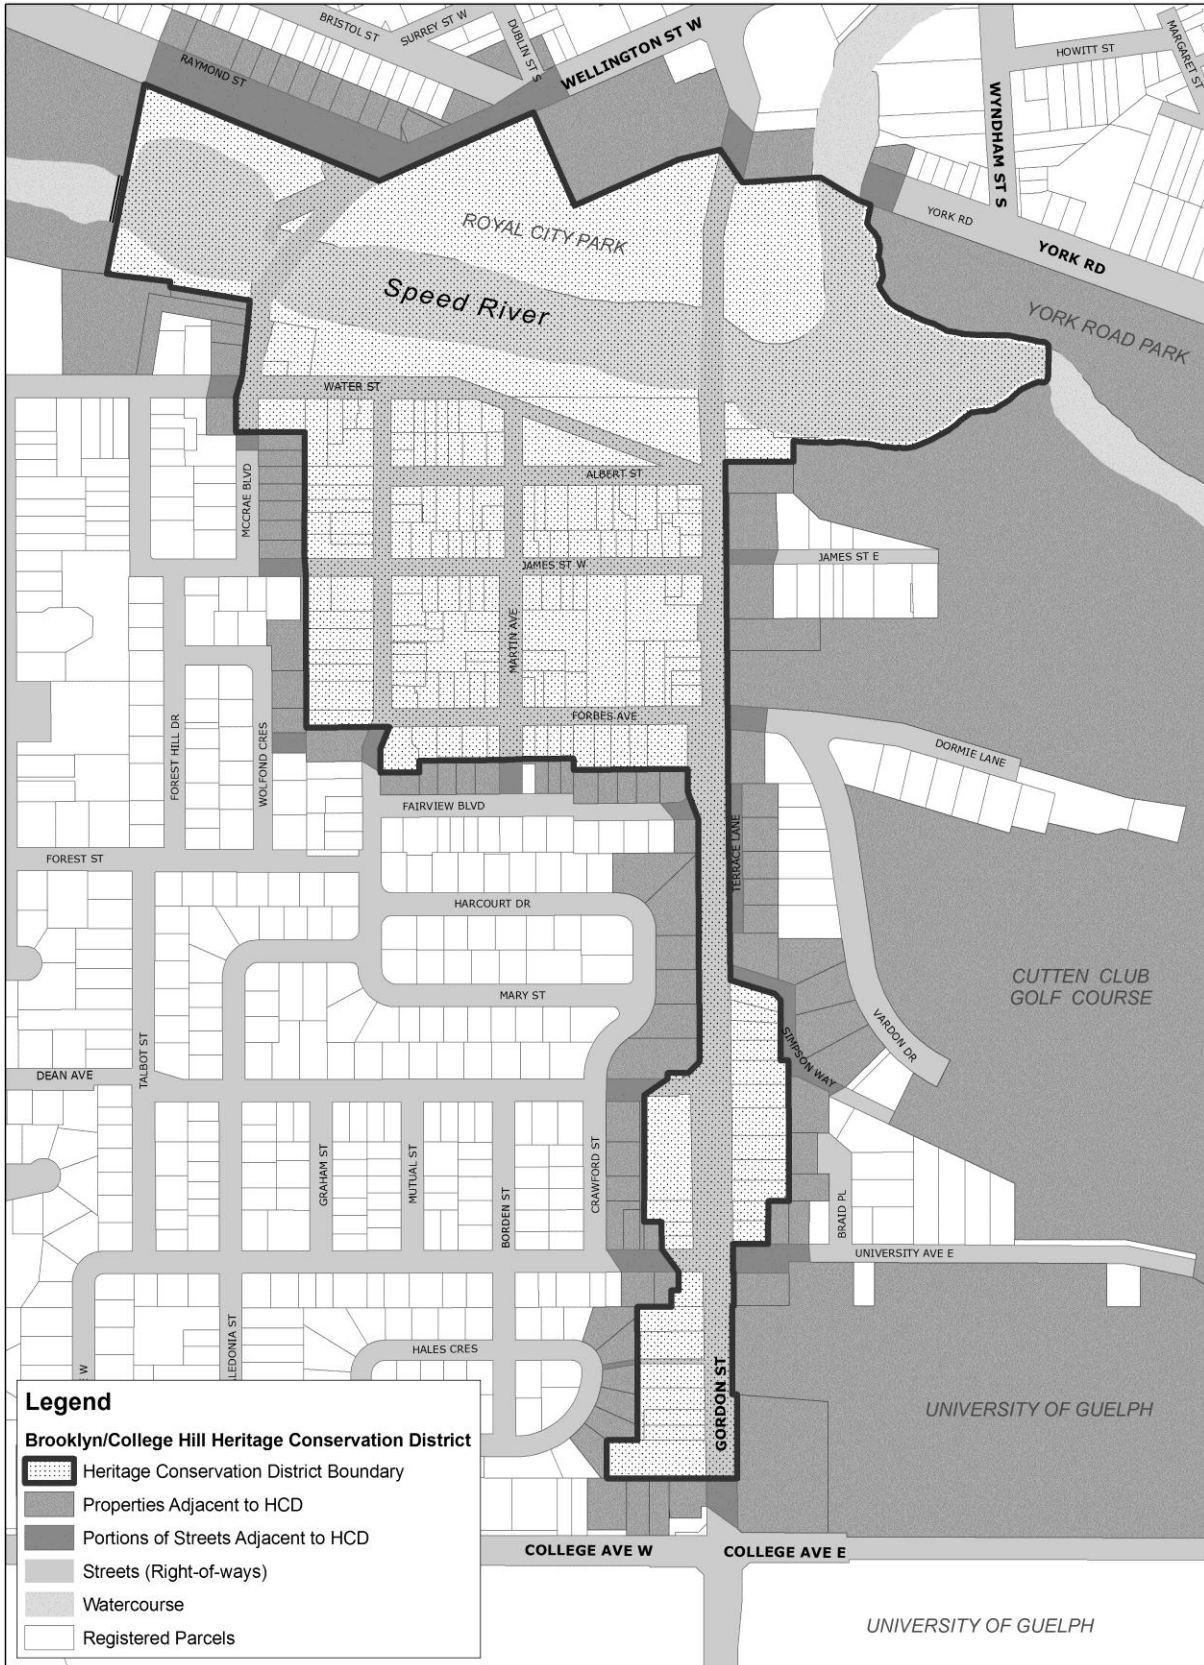 BRISTOL ST
SURREY ST W
DUBLIN ST S
WELLINGTON ST W
RAYMOND ST
WYNDHAM ST S
HOWITT ST
MARGARET ST
ROYAL CITY PARK
YORK RD
YORK RD
Speed River
YORK ROAD PARK
WATER ST
ALBERT ST
MCCRAE BLVD
JAMES ST W
JAMES ST E
MARTIN AVE
FORBES AVE
FOREST HILL DR
WOLFOND CRES
DORMIE LANE
FAIRVIEW BLVD
TERRACE LANE
FOREST ST
HARCOURT DR
CUTTEN CLUB
GOLF COURSE
MARY ST
VARDON DR
SIMPSON WAY
TALBOT ST
DEAN AVE
GRAHAM ST
MUTUAL ST
BORDEN ST
CRAWFORD ST
BRAID PL
UNIVERSITY AVE E
HALES CRES
GORDON ST
UNIVERSITY OF GUELPH
Legend
Brooklyn/College Hill Heritage Conservation District
Heritage Conservation District Boundary
Properties Adjacent to HCD
Portions of Streets Adjacent to HCD
Streets (Right-of-ways)
Watercourse
Registered Parcels
COLLEGE AVE W
COLLEGE AVE E
UNIVERSITY OF GUELPH